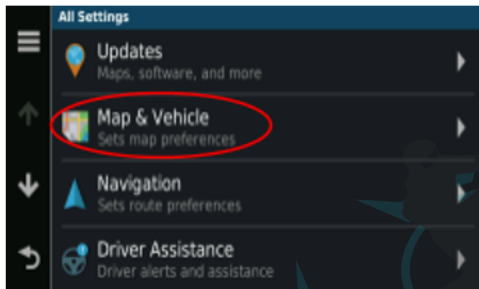 All Settings
Updates
Maps, software, and more
Map & Vehicle
Sets map preferences
Navigation
Sets route preferences
Driver Assistance
Driver alerts and assistance